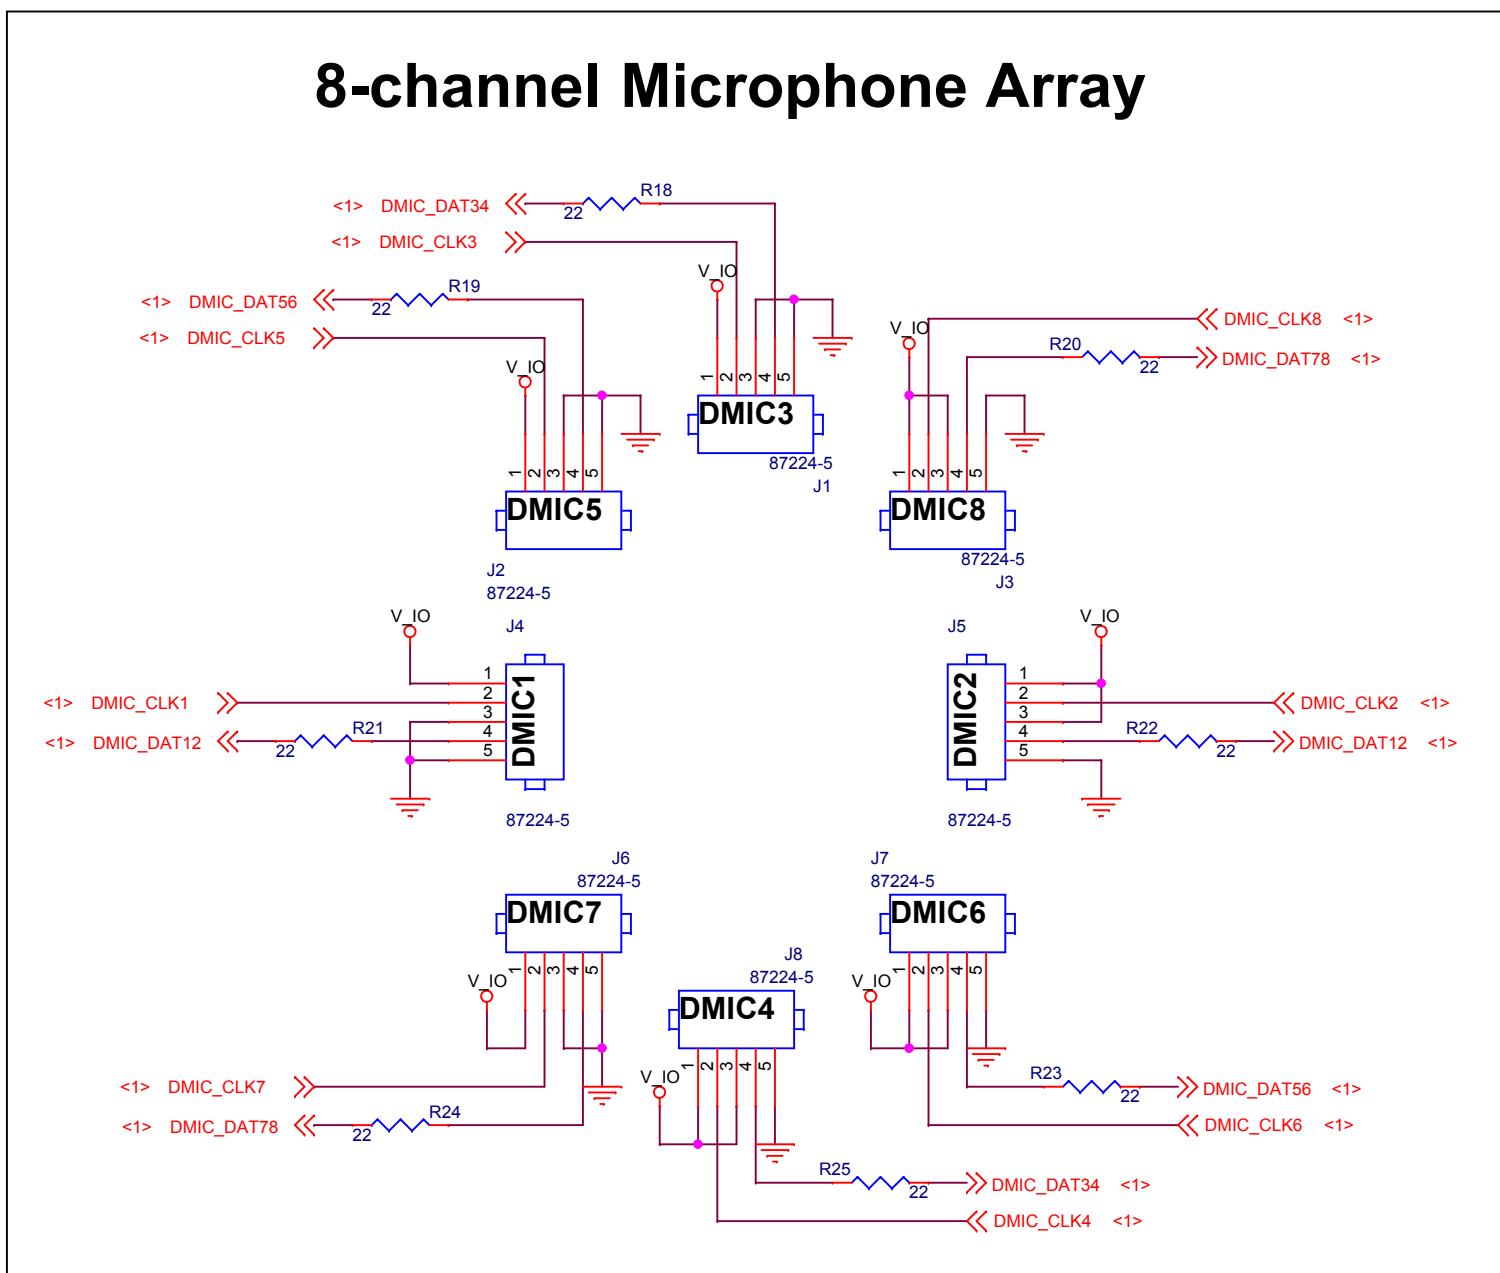 8-channel Microphone Array
<1> DMIC_DAT34 22 R18
<1> DMIC_CLK3
V_IO
1 2 3 4 5
DMIC3
87224-5
J1
<1> DMIC_DAT56 22 R19
<1> DMIC_CLK5
V_IO
1 2 3 4 5
DMIC5
J2
87224-5
V_IO
DMIC_CLK8 <1>
R20 22 DMIC_DAT78 <1>
1 2 3 4 5
DMIC8
87224-5
J3
V_IO
J4
1
<1> DMIC_CLK1 2
3
<1> DMIC_DAT12 22 R21 4
5
DMIC1
87224-5
J5
V_IO
1
2 DMIC_CLK2 <1>
3
4 R22 22 DMIC_DAT12 <1>
5
DMIC2
87224-5
J6
87224-5
DMIC7
1 2 3 4 5
V_IO
<1> DMIC_CLK7
<1> DMIC_DAT78 22 R24
J8
87224-5
DMIC4
1 2 3 4 5
V_IO
R25 22 DMIC_DAT34 <1>
DMIC_CLK4 <1>
J7
87224-5
DMIC6
1 2 3 4 5
V_IO
R23 22 DMIC_DAT56 <1>
DMIC_CLK6 <1>